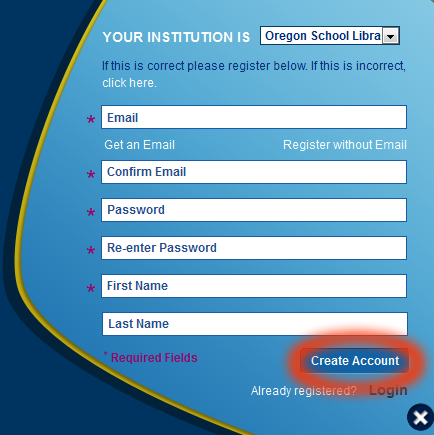 YOUR INSTITUTION IS Oregon School Libra
If this is correct please register below. If this is incorrect,
click here.
* Email
Get an Email Register without Email
* Confirm Email
* Password
* Re-enter Password
* First Name
Last Name
* Required Fields Create Account
Already registered? Login